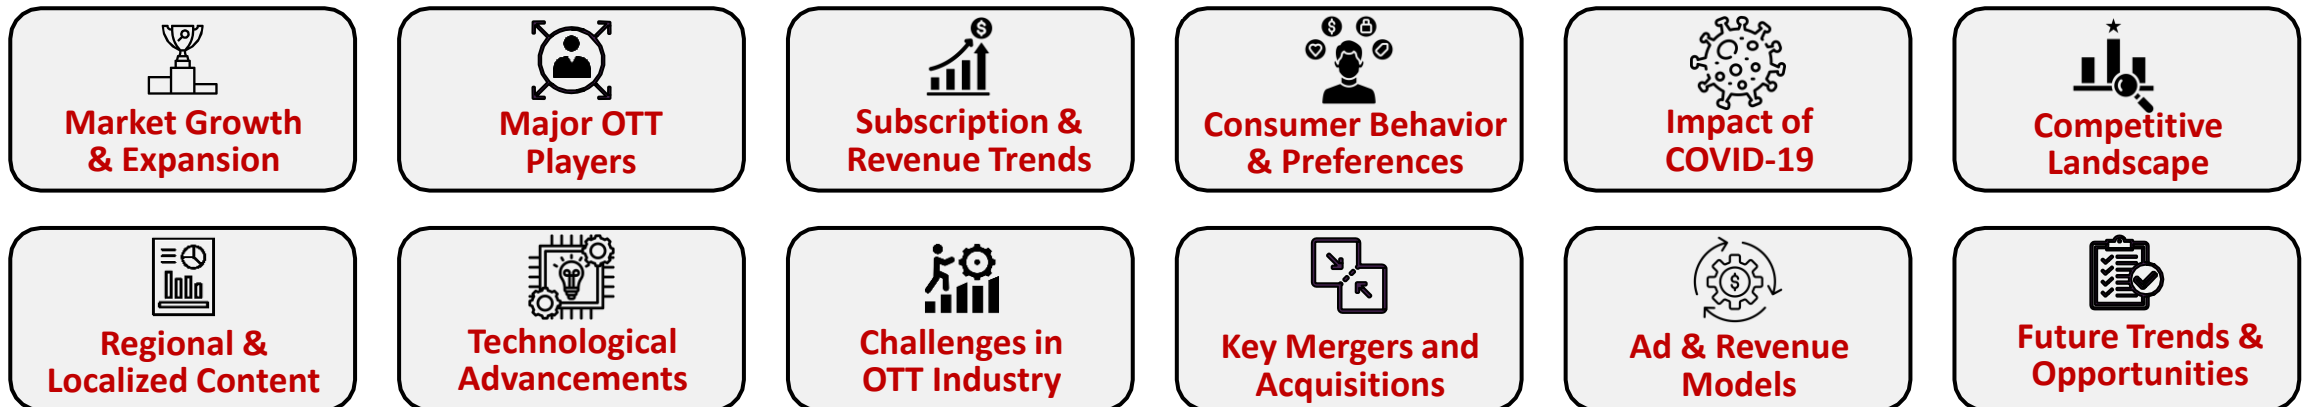 Market Growth
& Expansion
Major OTT
Players
Subscription &
Revenue Trends
Consumer Behavior
& Preferences
Impact of
COVID-19
Competitive
Landscape
Regional &
Localized Content
Technological
Advancements
Challenges in
OTT Industry
Key Mergers and
Acquisitions
Ad & Revenue
Models
Future Trends &
Opportunities